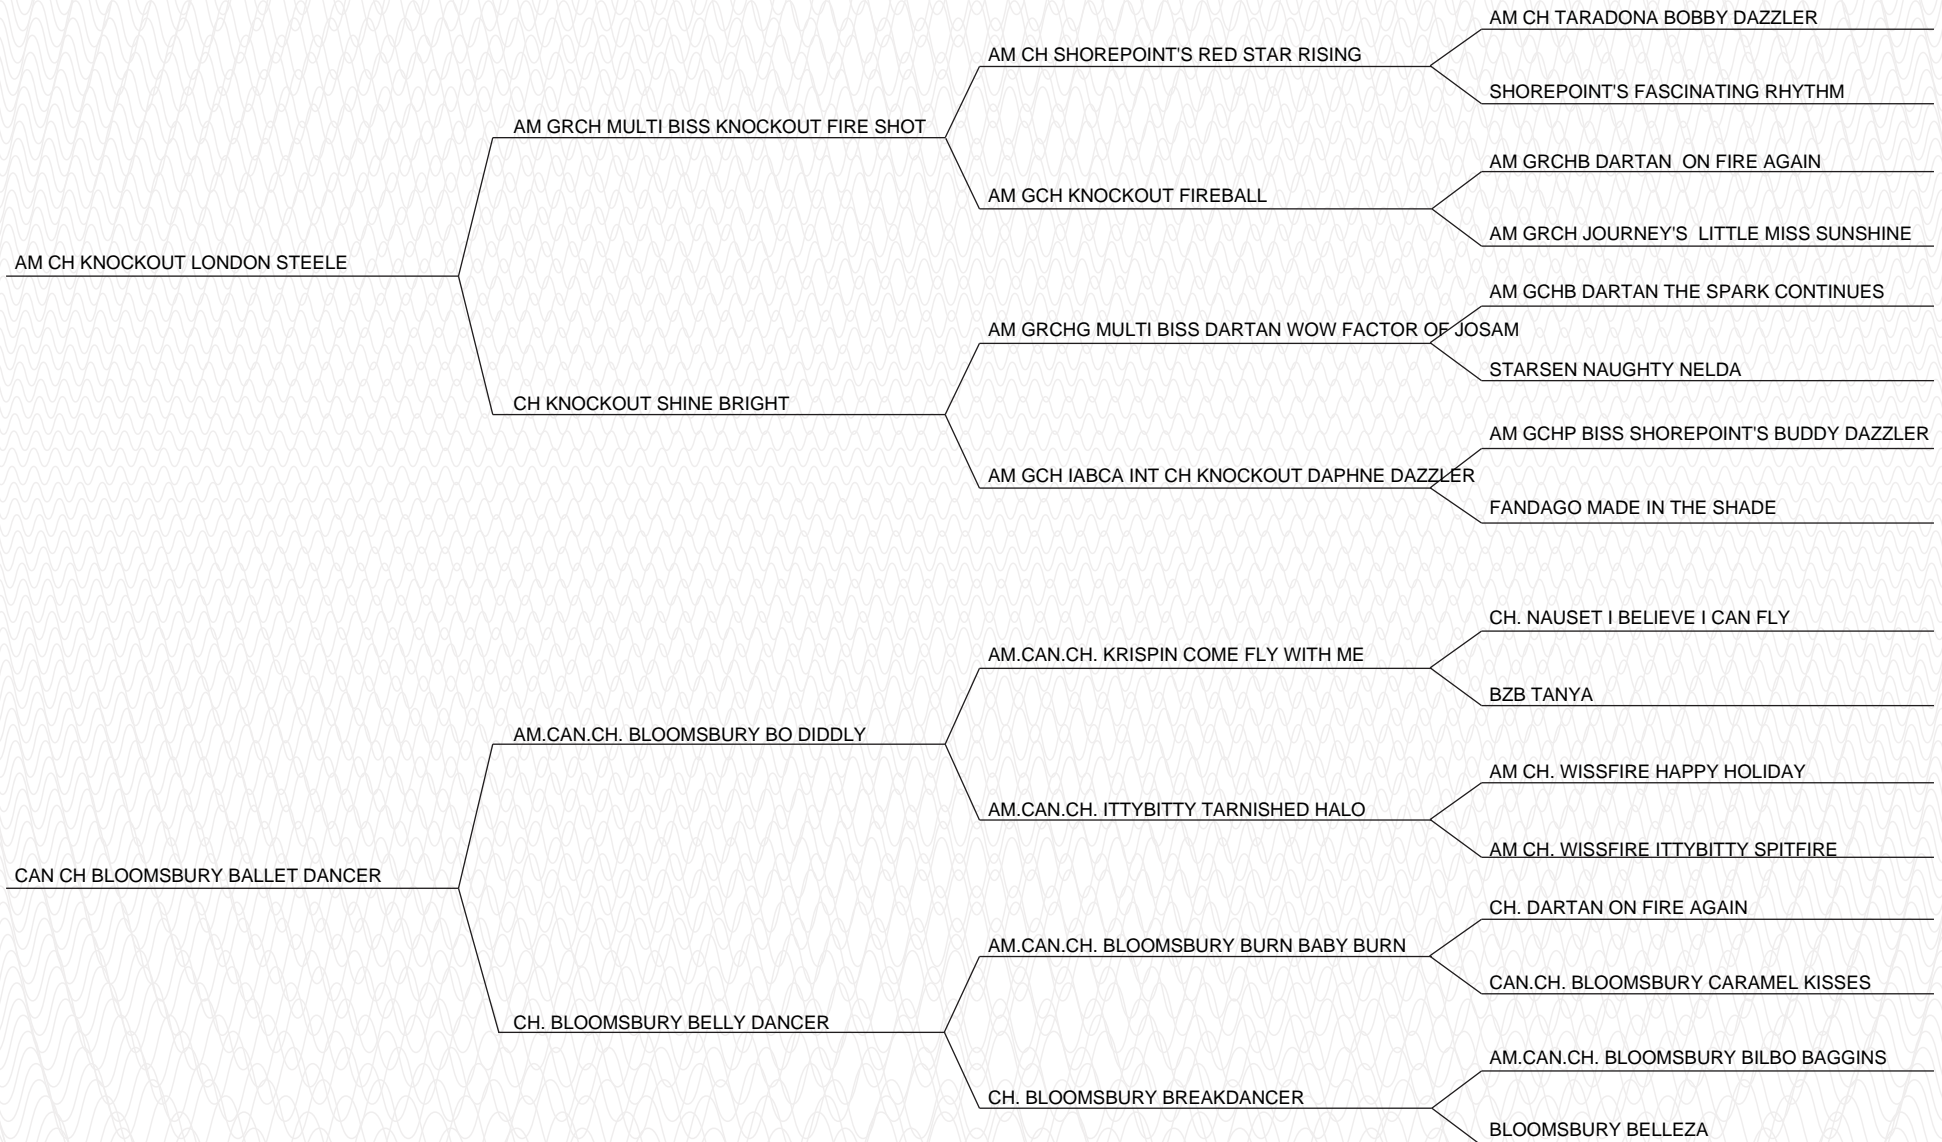 AM CH TARADONA BOBBY DAZZLER
AM CH SHOREPOINT'S RED STAR RISING
SHOREPOINT'S FASCINATING RHYTHM
AM GRCH MULTI BISS KNOCKOUT FIRE SHOT
AM GRCHB DARTAN  ON FIRE AGAIN
AM GCH KNOCKOUT FIREBALL
AM GRCH JOURNEY'S  LITTLE MISS SUNSHINE
AM CH KNOCKOUT LONDON STEELE
AM GCHB DARTAN THE SPARK CONTINUES
AM GRCHG MULTI BISS DARTAN WOW FACTOR OF JOSAM
STARSEN NAUGHTY NELDA
CH KNOCKOUT SHINE BRIGHT
AM GCHP BISS SHOREPOINT'S BUDDY DAZZLER
AM GCH IABCA INT CH KNOCKOUT DAPHNE DAZZLER
FANDAGO MADE IN THE SHADE
CH. NAUSET I BELIEVE I CAN FLY
AM.CAN.CH. KRISPIN COME FLY WITH ME
BZB TANYA
AM.CAN.CH. BLOOMSBURY BO DIDDLY
AM CH. WISSFIRE HAPPY HOLIDAY
AM.CAN.CH. ITTYBITTY TARNISHED HALO
AM CH. WISSFIRE ITTYBITTY SPITFIRE
CAN CH BLOOMSBURY BALLET DANCER
CH. DARTAN ON FIRE AGAIN
AM.CAN.CH. BLOOMSBURY BURN BABY BURN
CAN.CH. BLOOMSBURY CARAMEL KISSES
CH. BLOOMSBURY BELLY DANCER
AM.CAN.CH. BLOOMSBURY BILBO BAGGINS
CH. BLOOMSBURY BREAKDANCER
BLOOMSBURY BELLEZA